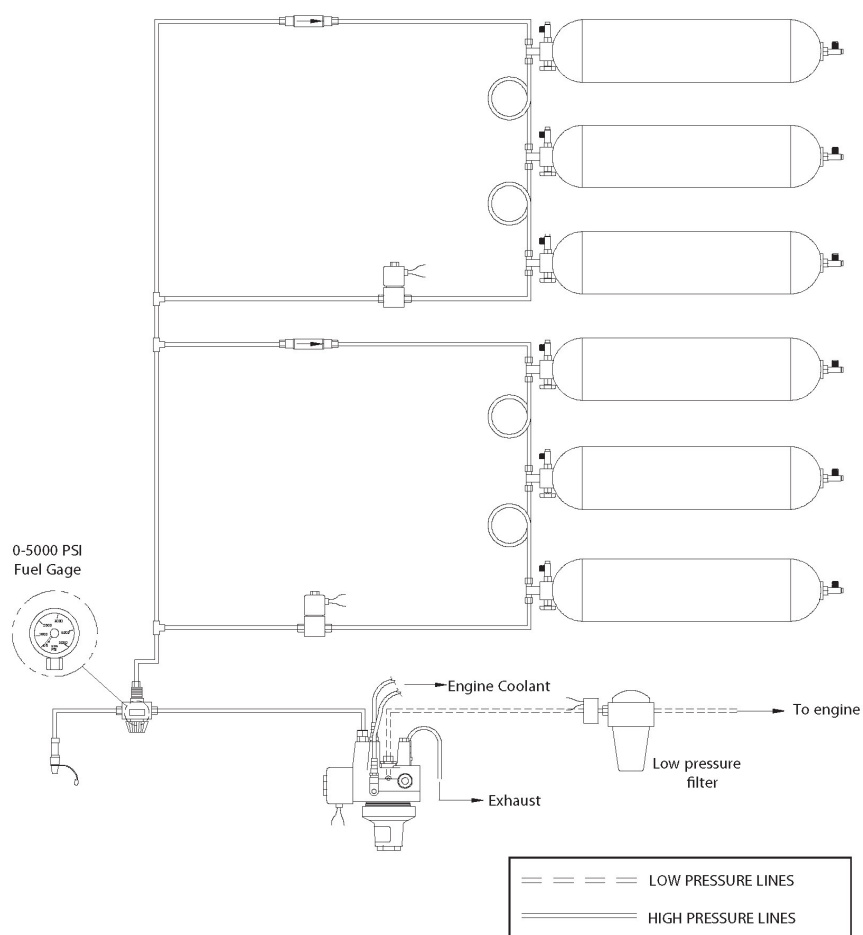 0-5000 PSI
Fuel Gage
PSI
Engine Coolant
To engine
Low pressure
filter
Exhaust
LOW PRESSURE LINES
HIGH PRESSURE LINES